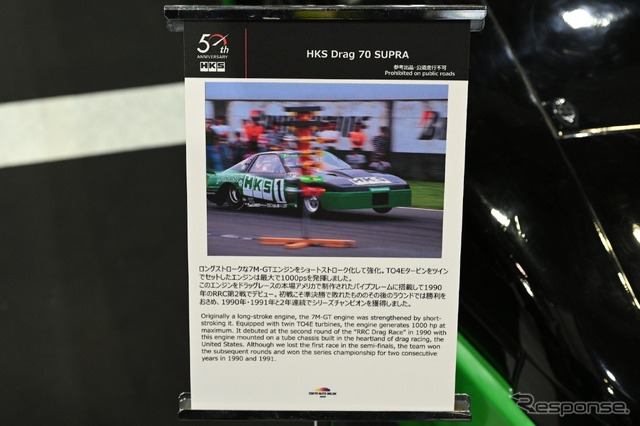 50th
ANNIVERSARY
HKS
HKS Drag 70 SUPRA
参考出品・公道走行不可
Prohibited on public roads
HKS 1
HKS
ロングストロークな7M-GTエンジンをショートストローク化して強化。TO4Eタービンをツイン
でセットしたエンジンは最大で1000psを発揮しました。
このエンジンをドラッグレースの本場アメリカで制作されたパイプフレームに搭載して1990
年のRRC第2戦でデビュー。初戦こそ準決勝で敗れたもののその後のラウンドでは勝利を
おさめ、1990年・1991年と2年連続でシリーズチャンピオンを獲得しました。
Originally a long-stroke engine, the 7M-GT engine was strengthened by short-
stroking it. Equipped with twin TO4E turbines, the engine generates 1000 hp at
maximum. It debuted at the second round of the "RRC Drag Race" in 1990 with
this engine mounted on a tube chassis built in the heartland of drag racing, the
United States. Although we lost the first race in the semi-finals, the team won
the subsequent rounds and won the series championship for two consecutive
years in 1990 and 1991.
TOKYO AUTO SALON
Response.